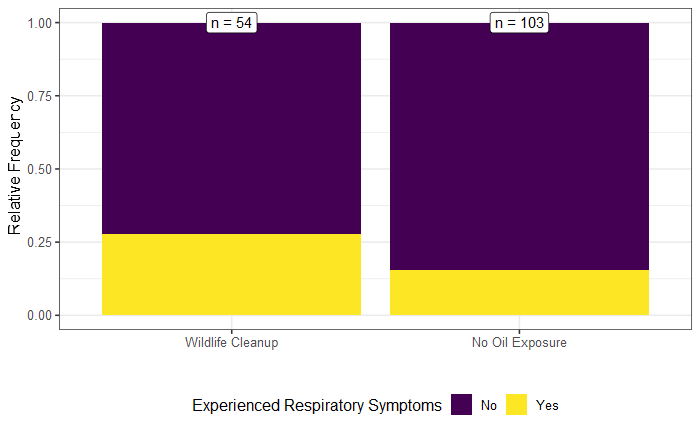 n = 54
n = 103
1.00
0.75
0.50
0.25
0.00
Relative Frequency
Wildlife Cleanup
No Oil Exposure
Experienced Respiratory Symptoms
No
Yes